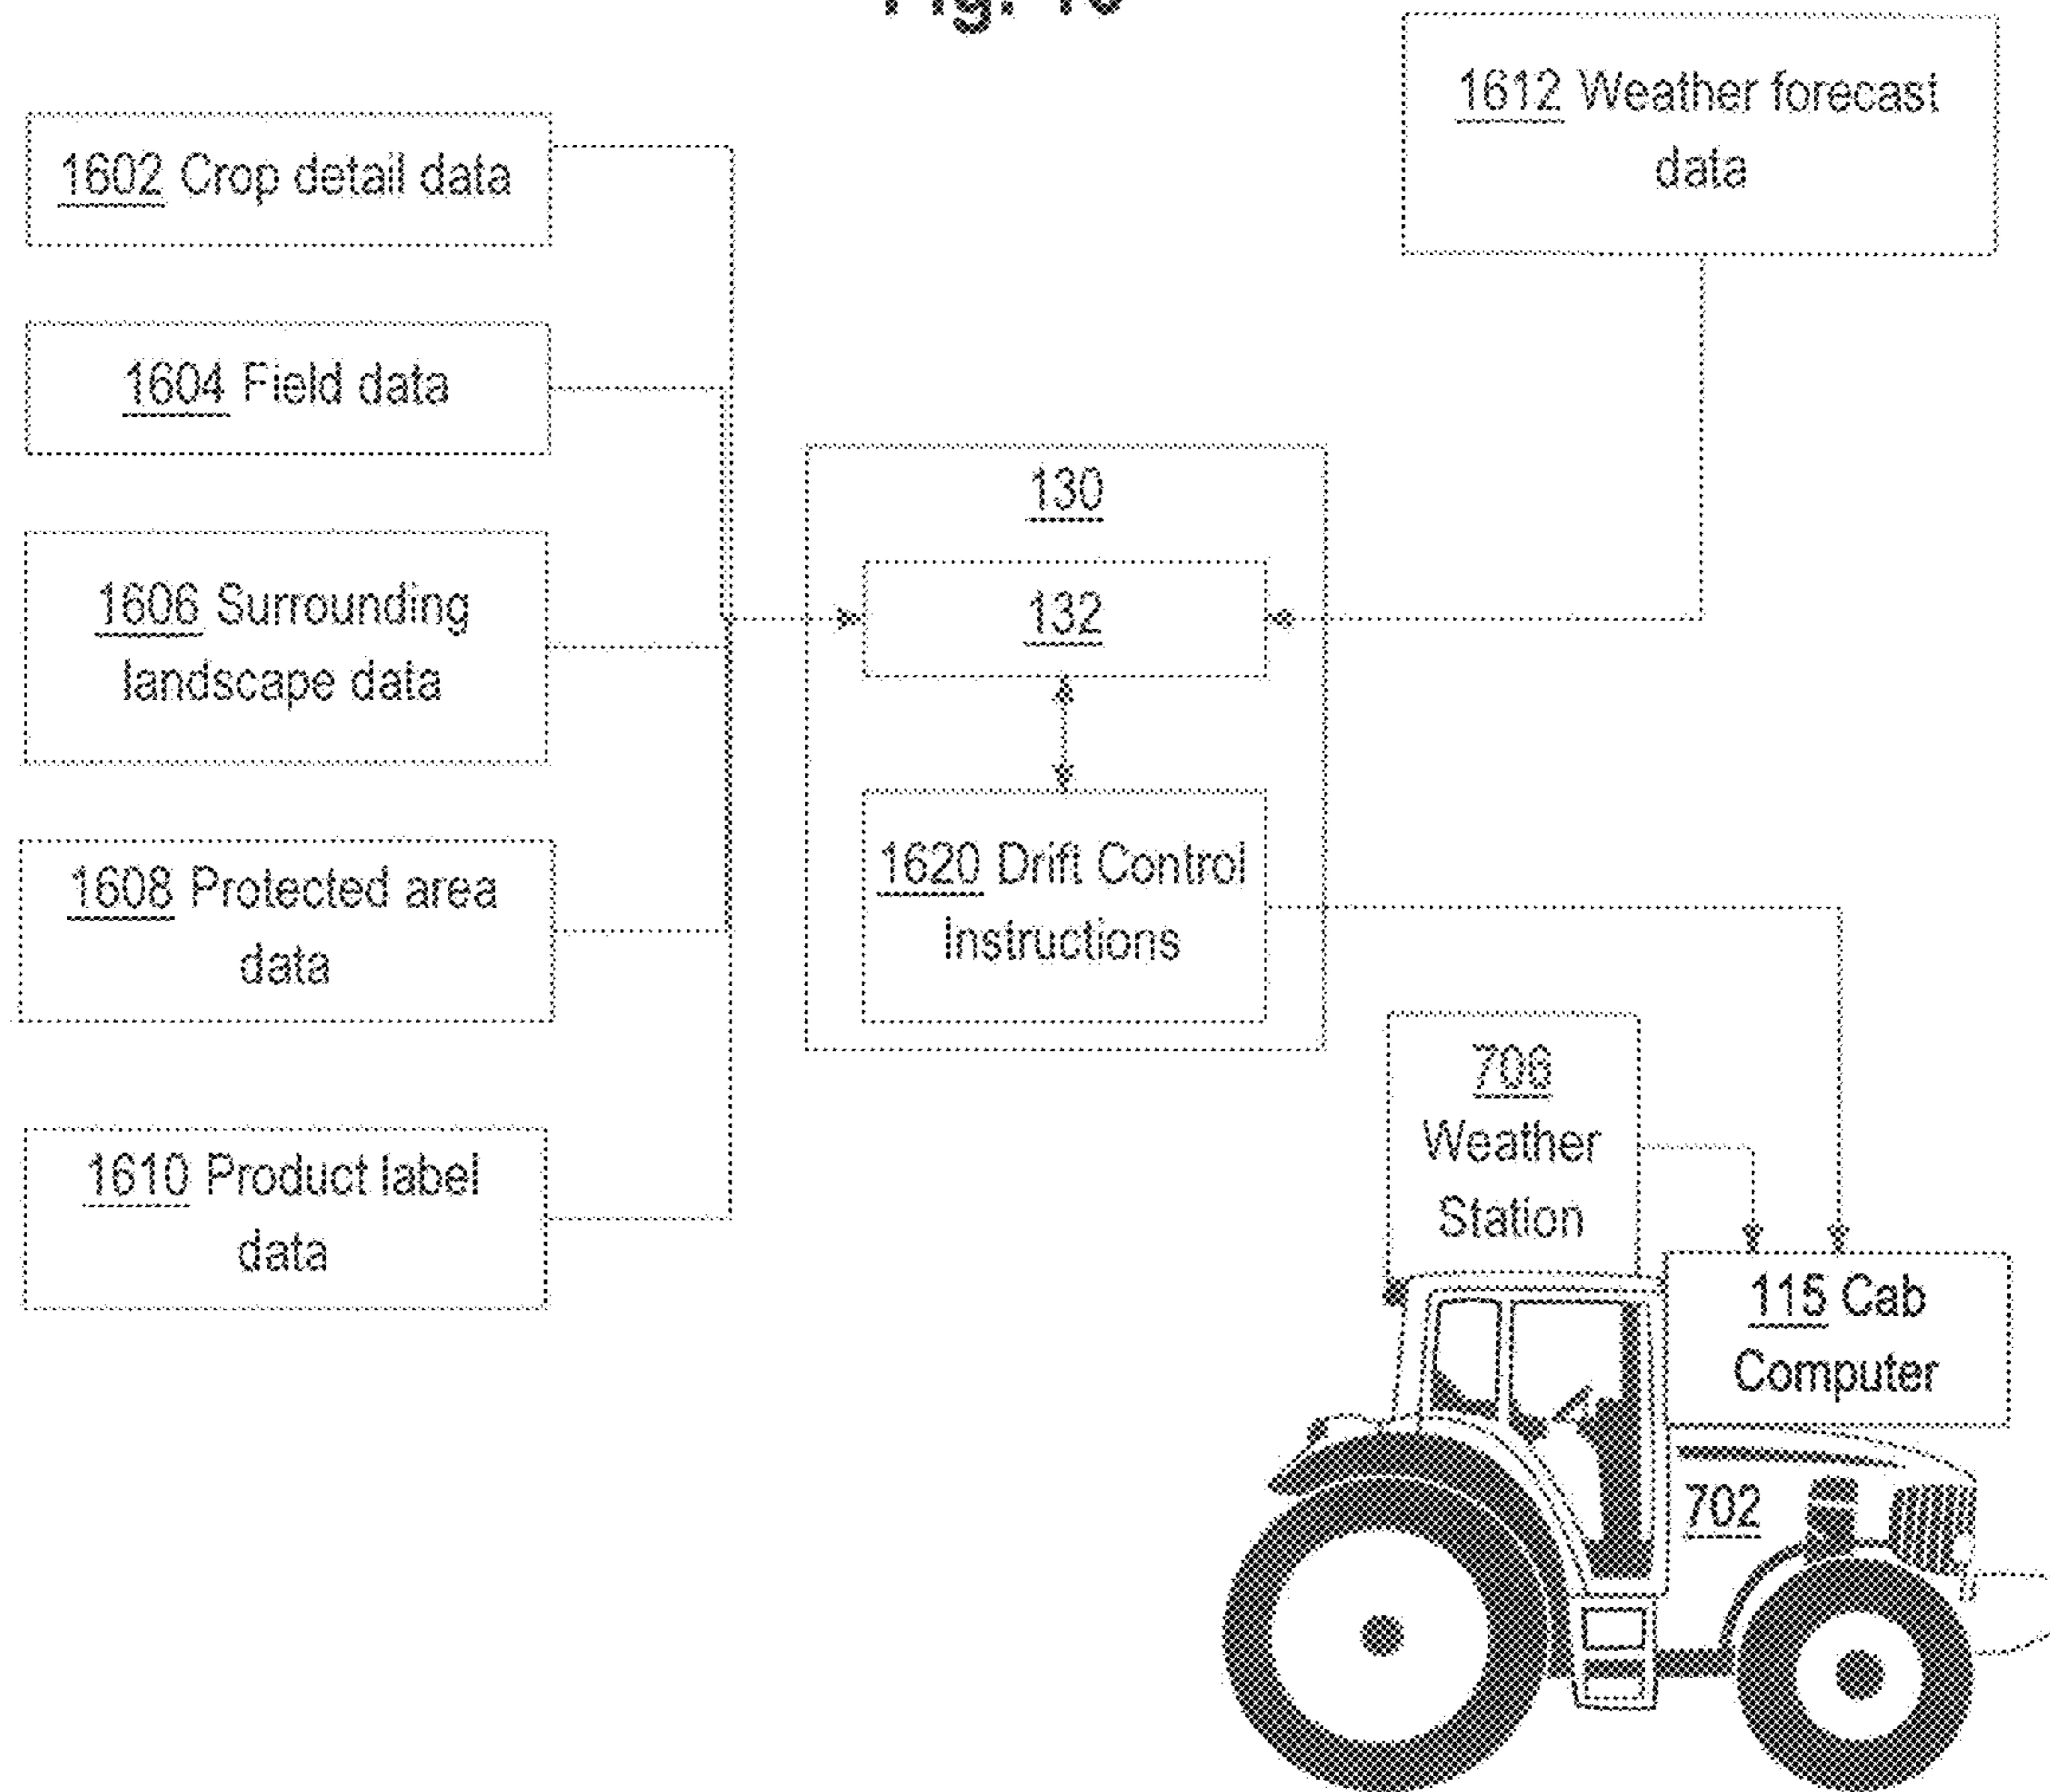 1612 Weather forecast
data
1602 Crop detail data
1604 Field data
1606 Surrounding
landscape data
1608 Protected area
data
1610 Product label
data
130
132
1620 Drift Control
Instructions
706
Weather
Station
115 Cab
Computer
702